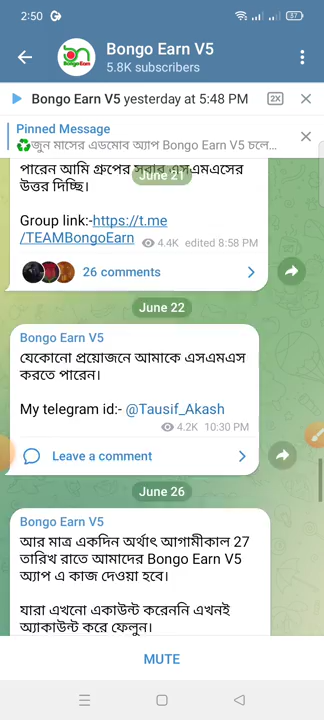 2:50
57
Bongo Earn V5
5.8K subscribers
BongoEarn
Bongo Earn V5 yesterday at 5:48 PM
2X
Pinned Message
♻️জুন মাসের এডমোব অ্যাপ Bongo Earn V5 চলে...
পারেন আমি গ্রুপের সবার এসএমএসের
June 21
উত্তর দিচ্ছি।
Group link:-https://t.me
/TEAMBongoEarn
4.4K edited 8:58 PM
26 comments
June 22
Bongo Earn V5
যেকোনো প্রয়োজনে আমাকে এসএমএস
করতে পারেন।
My telegram id:- @Tausif_Akash
4.2K 10:30 PM
Leave a comment
June 26
Bongo Earn V5
আর মাত্র একদিন অর্থাৎ আগামীকাল 27
তারিখ রাতে আমাদের Bongo Earn V5
অ্যাপ এ কাজ দেওয়া হবে।
যারা এখনো একাউন্ট করেননি এখনই
অ্যাকাউন্ট করে ফেলুন।
MUTE